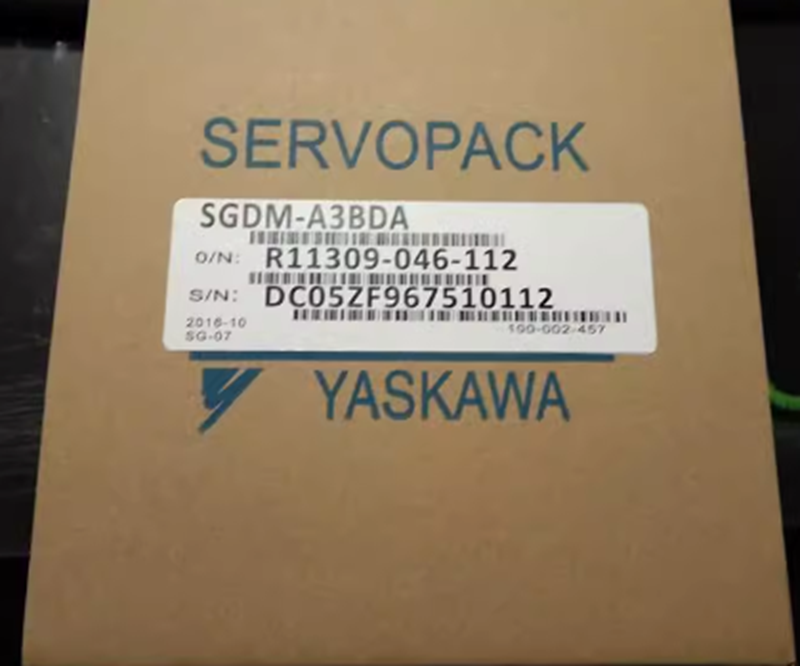 SERVOPACK
SGDM-A3BDA
O/N: R11309-046-112
S/N: DC05ZF967510112
2016-10
SG-07
100-002-457
YASKAWA